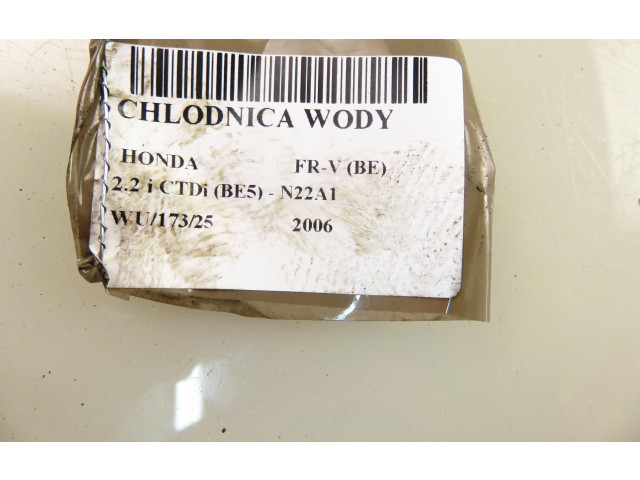 CHLODNICA WODY
HONDA FR-V (BE)
2.2 i CTDi (BE5) - N22A1
WU/173/25 2006